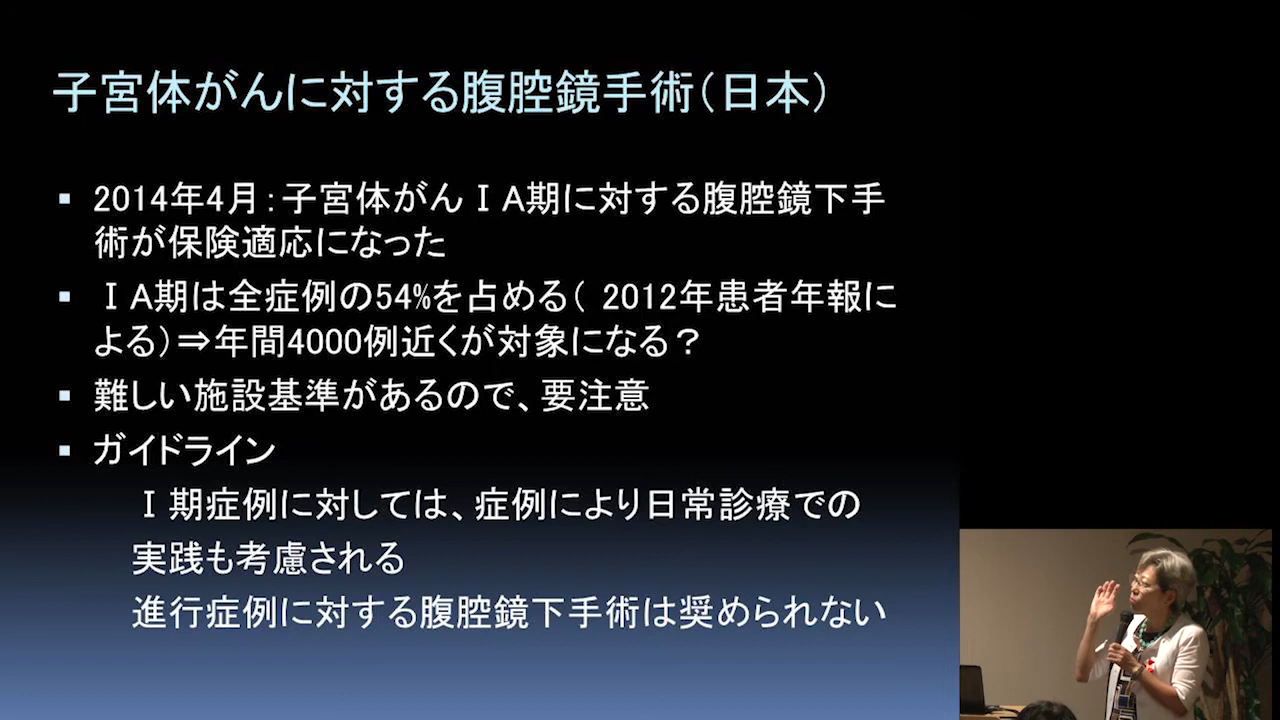 子宮体がんに対する腹腔鏡手術(日本)
▪ 2014年4月:子宮体がんⅠA期に対する腹腔鏡下手
術が保険適応になった
▪ ⅠA期は全症例の54%を占める( 2012年患者年報に
よる)⇒年間4000例近くが対象になる?
▪ 難しい施設基準があるので、要注意
▪ ガイドライン
Ⅰ期症例に対しては、症例により日常診療での
実践も考慮される
進行症例に対する腹腔鏡下手術は奨められない